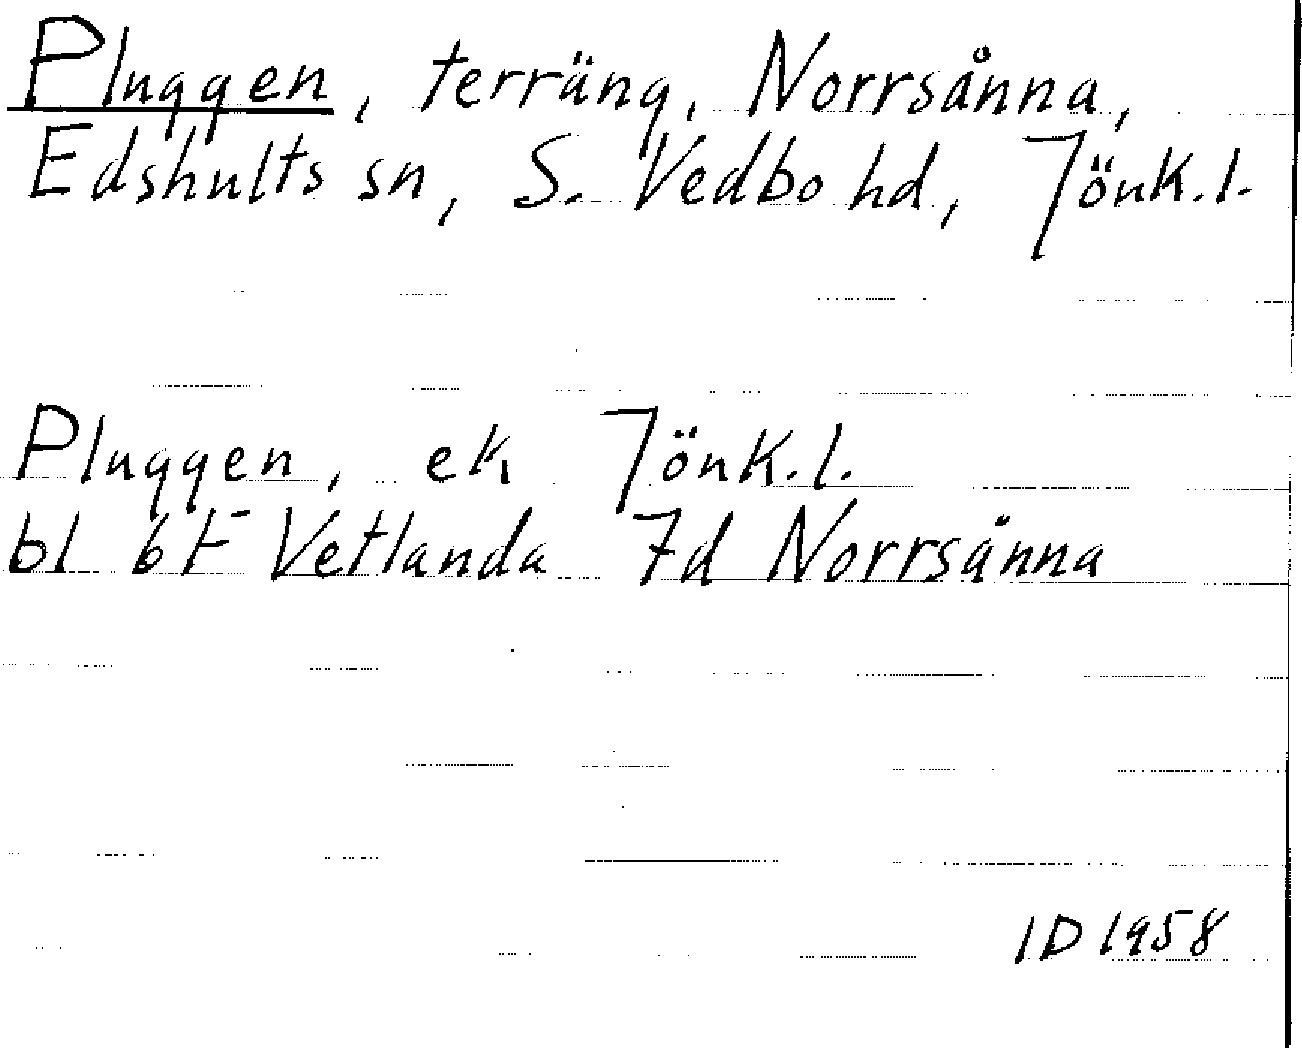 Pluggen, terräng, Norrsånna,
Edshults sn, S. Vedbo hd, Jönk.l.
Pluggen, ek Jönk.l.
bl 6F Vetlanda 7d Norrsånna
ID 1958